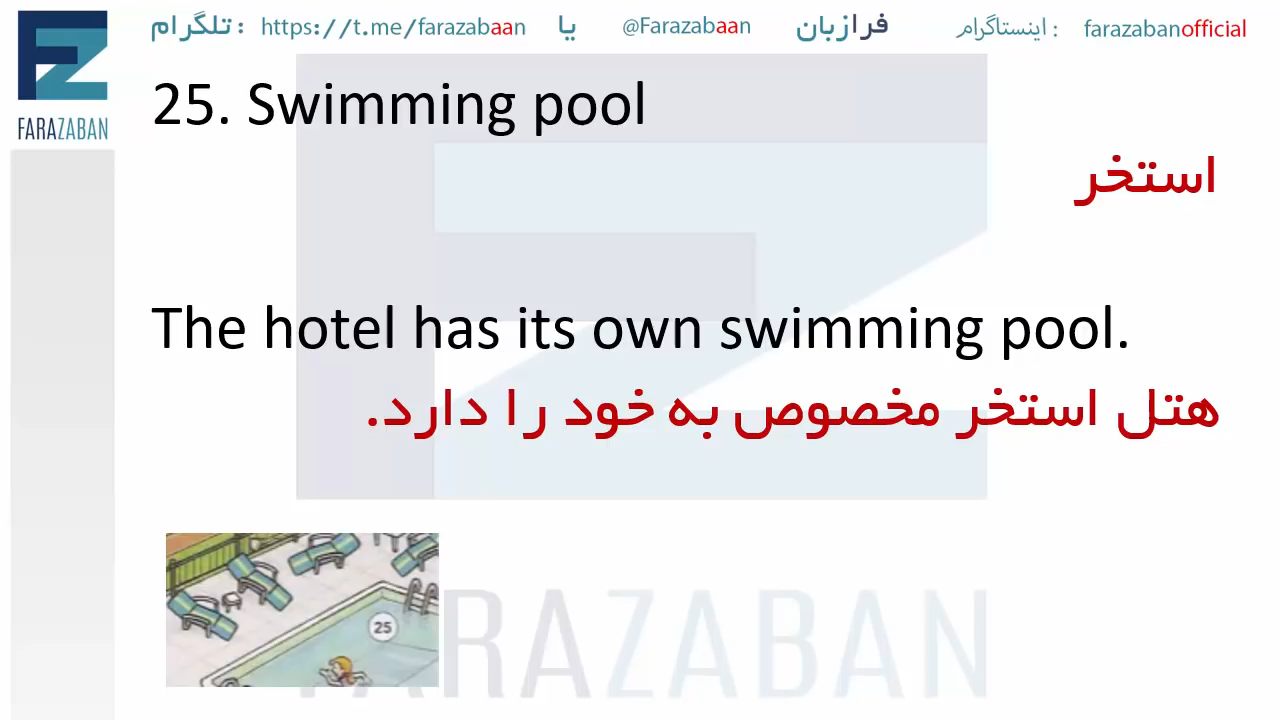 تلگرام : https://t.me/farazabaan یا @Farazabaan فرازبان اینستاگرام : farazabanofficial
FZ
FARAZABAN
25. Swimming pool
استخر
The hotel has its own swimming pool.
هتل استخر مخصوص به خود را دارد.
25
FARAZABAN